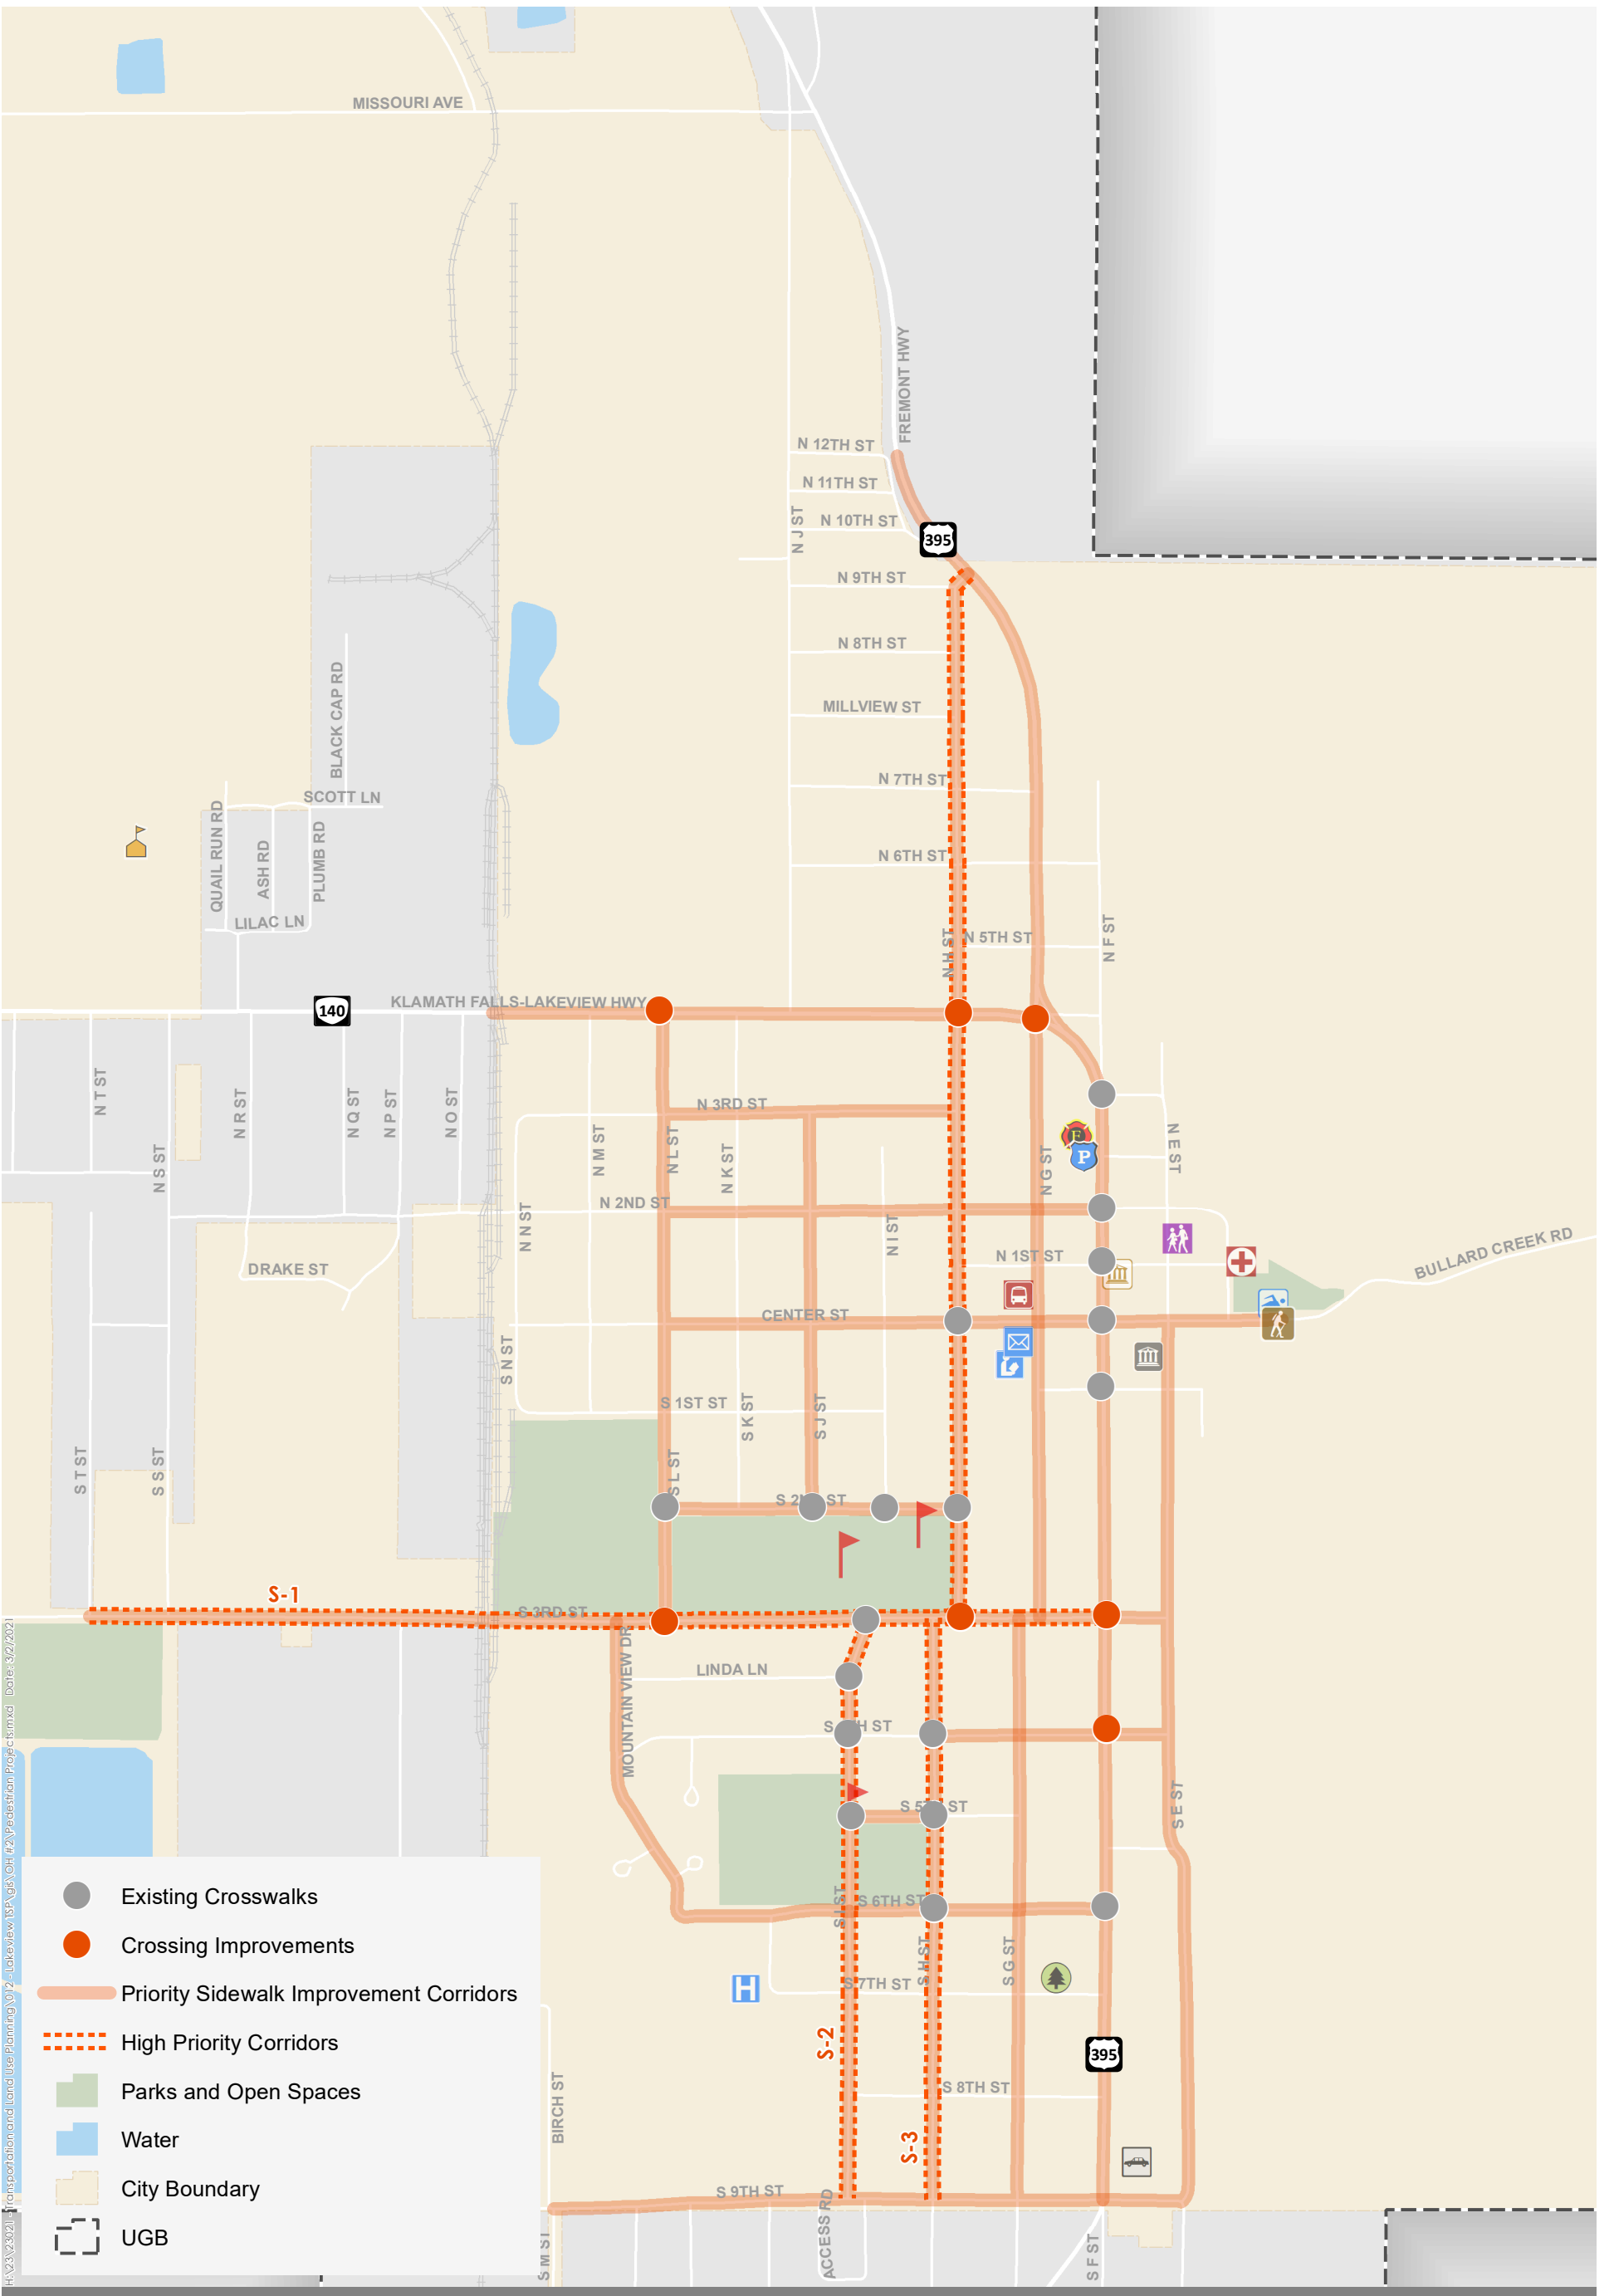 MISSOURI AVE
FREMONT HWY
N 12TH ST
N 11TH ST
N J ST
N 10TH ST
395
N 9TH ST
N 8TH ST
BLACK CAP RD
MILLVIEW ST
N 7TH ST
SCOTT LN
QUAIL RUN RD
ASH RD
PLUMB RD
N 6TH ST
LILAC LN
N H ST
N 5TH ST
N F ST
140
KLAMATH FALLS-LAKEVIEW HWY
N T ST
N S ST
N R ST
N Q ST
N P ST
N O ST
N 3RD ST
N M ST
N L ST
N K ST
F
P
N G ST
N E ST
N 2ND ST
N N ST
N I ST
N 1ST ST
BULLARD CREEK RD
DRAKE ST
CENTER ST
S N ST
S 1ST ST
S K ST
S J ST
S T ST
S S ST
S L ST
S-1
S 3RD ST
MOUNTAIN VIEW DR
LINDA LN
S E ST
S I ST
S 6TH ST
S H ST
S G ST
H
S 7TH ST
S-2
395
S 8TH ST
BIRCH ST
S-3
S 9TH ST
ACCESS RD
S M ST
S F ST
Existing Crosswalks
Crossing Improvements
Priority Sidewalk Improvement Corridors
High Priority Corridors
Parks and Open Spaces
Water
City Boundary
UGB